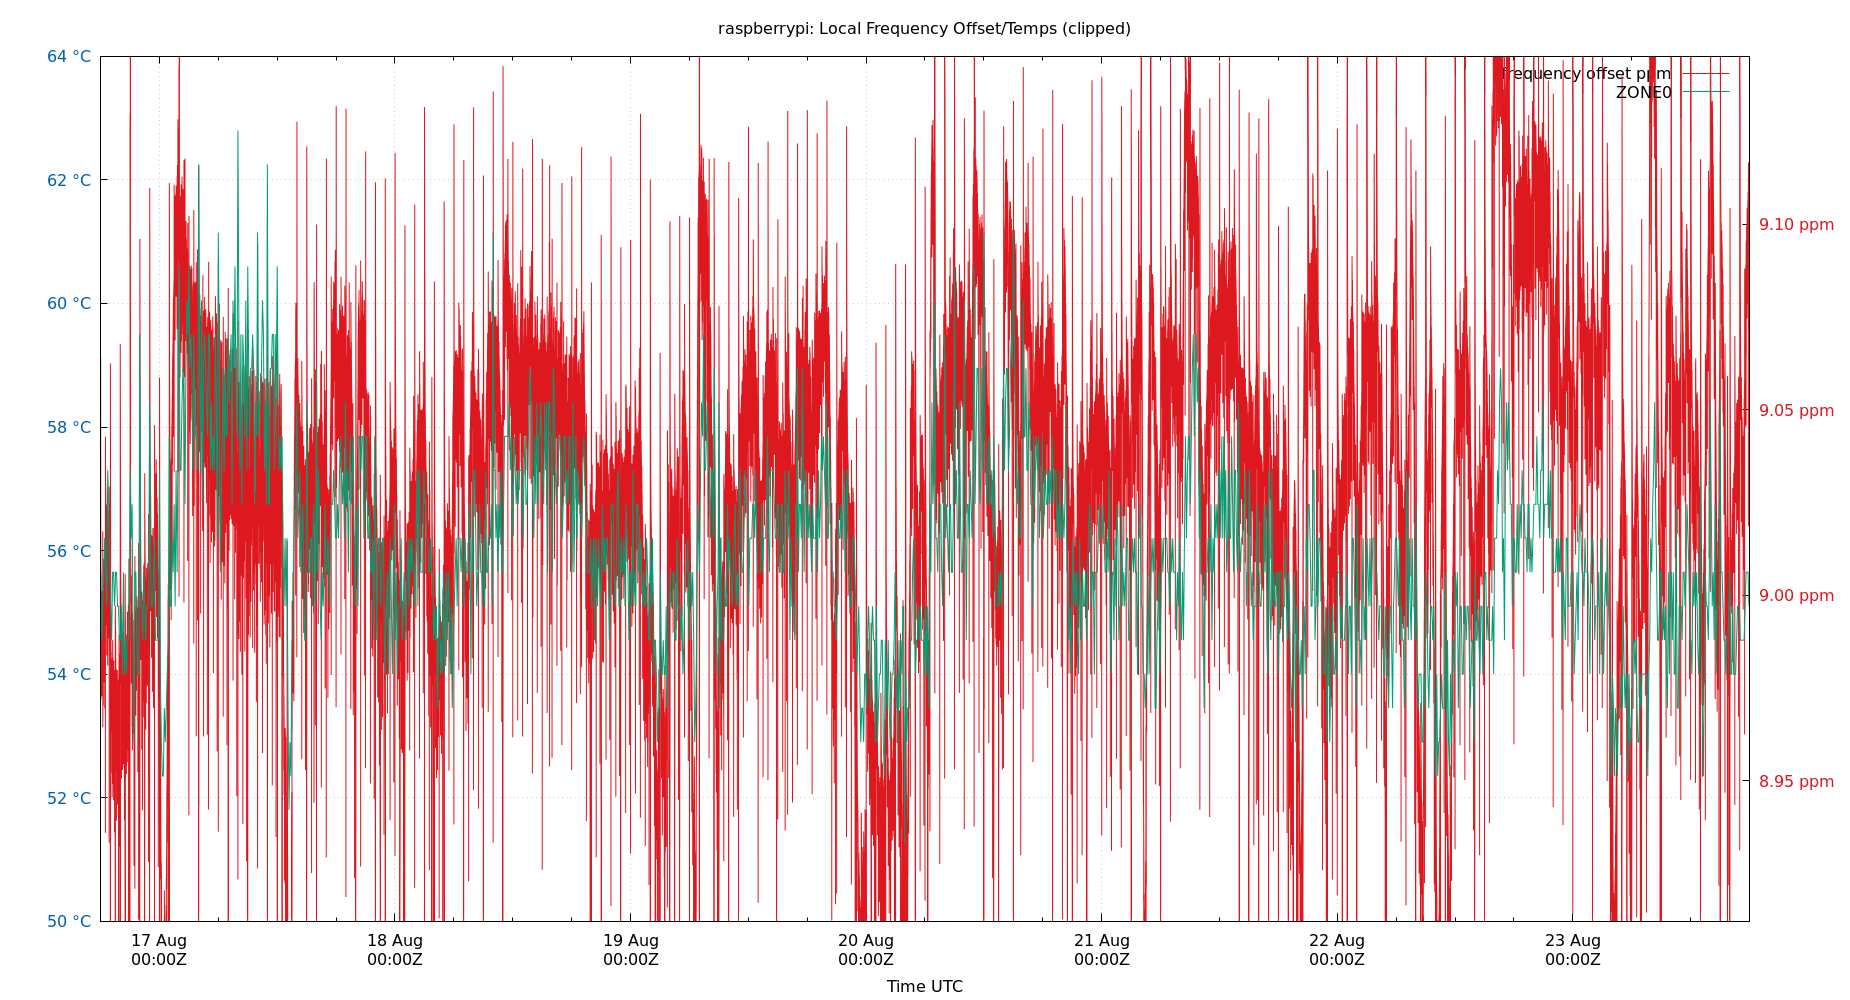 raspberrypi: Local Frequency Offset/Temps (clipped)
64 °C
62 °C
60 °C
58 °C
56 °C
54 °C
52 °C
50 °C
frequency offset ppm
ZONE0
9.10 ppm
9.05 ppm
9.00 ppm
8.95 ppm
17 Aug
00:00Z
18 Aug
00:00Z
19 Aug
00:00Z
20 Aug
00:00Z
21 Aug
00:00Z
22 Aug
00:00Z
23 Aug
00:00Z
Time UTC